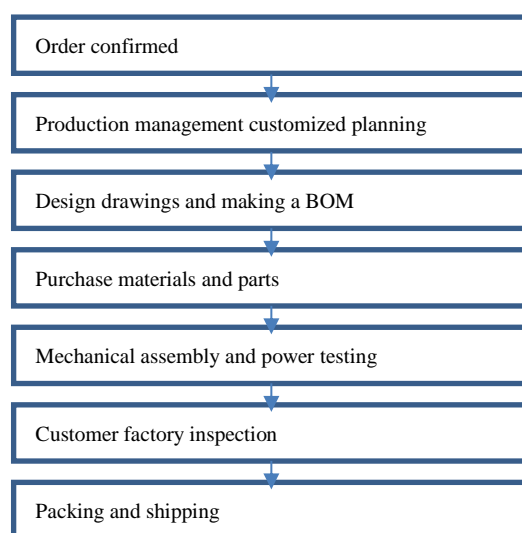 Order confirmed
Production management customized planning
Design drawings and making a BOM
Purchase materials and parts
Mechanical assembly and power testing
Customer factory inspection
Packing and shipping